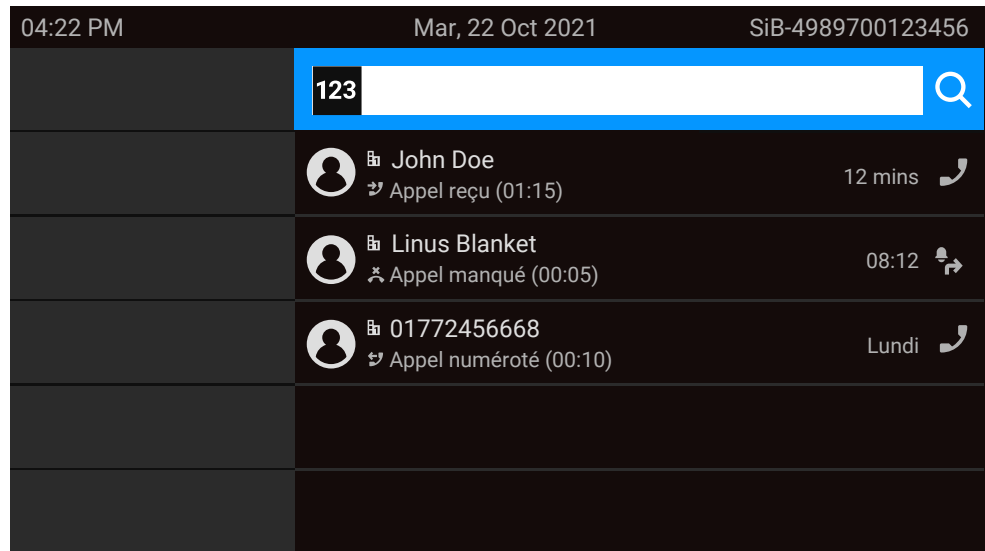 04:22 PM Mar, 22 Oct 2021 SiB-4989700123456
123
John Doe
Appel reçu (01:15) 12 mins
Linus Blanket
Appel manqué (00:05) 08:12
01772456668
Appel numéroté (00:10) Lundi